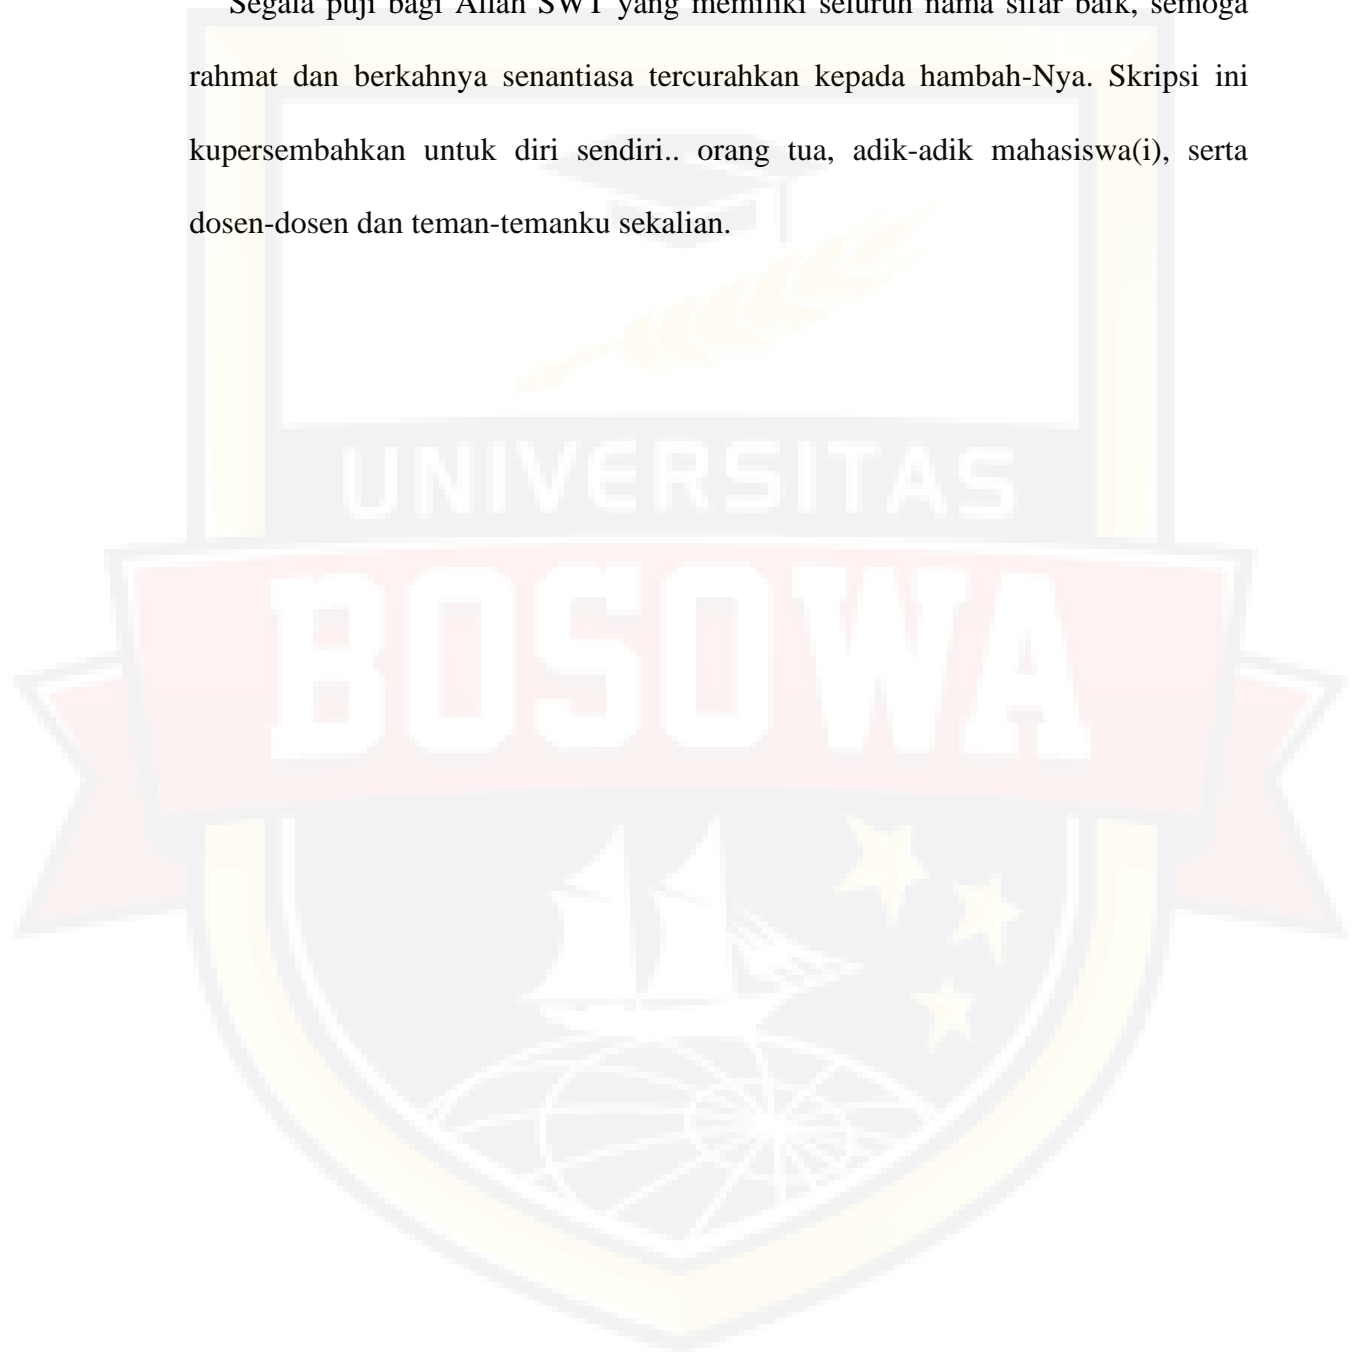 Segala puji bagi Allah SWT yang memiliki seluruh nama sifar baik, semoga
rahmat dan berkahnya senantiasa tercurahkan kepada hambah-Nya. Skripsi ini
kupersembahkan untuk diri sendiri.. orang tua, adik-adik mahasiswa(i), serta
dosen-dosen dan teman-temanku sekalian.
UNIVERSITAS
BOSOWA